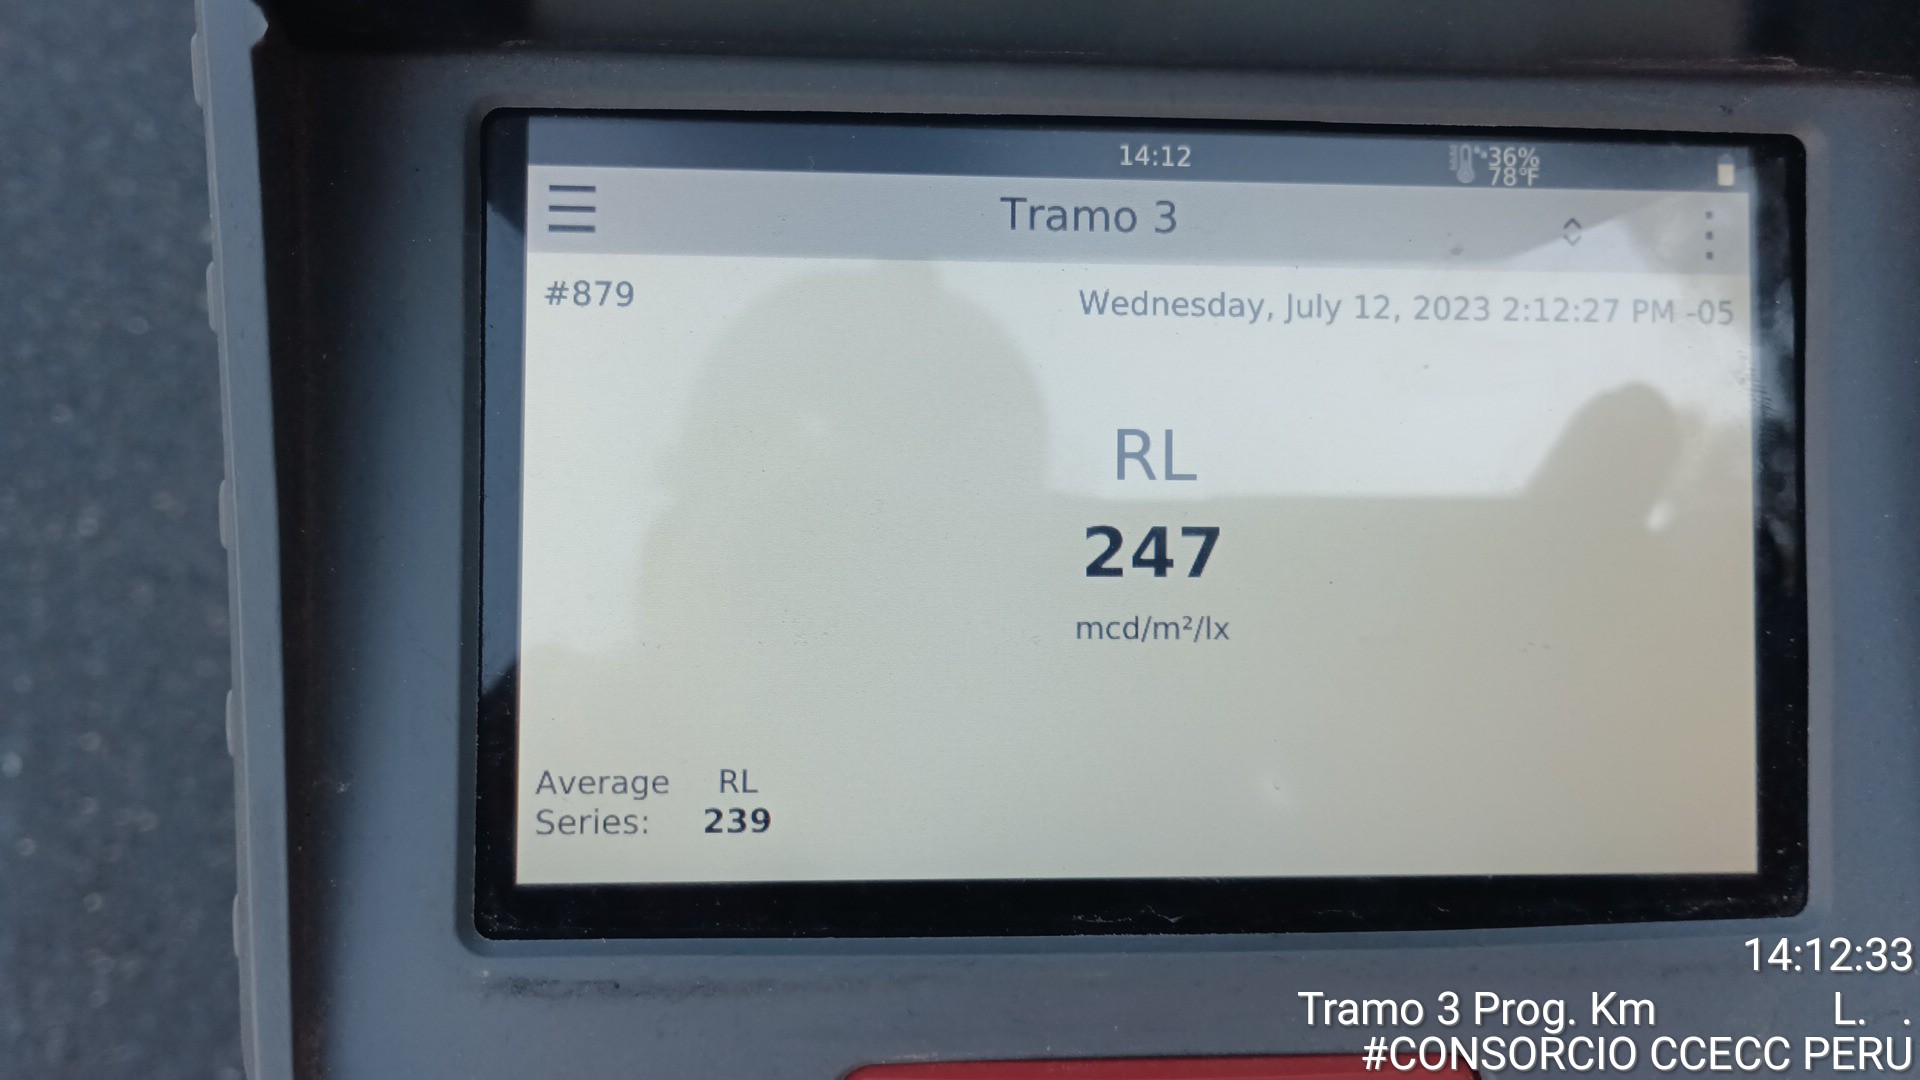 14:12
36%
78°F
Tramo 3
#879
Wednesday, July 12, 2023 2:12:27 PM -05
RL
247
mcd/m²/lx
Average RL
Series: 239
14:12:33
Tramo 3 Prog. Km L. .
#CONSORCIO CCECC PERU